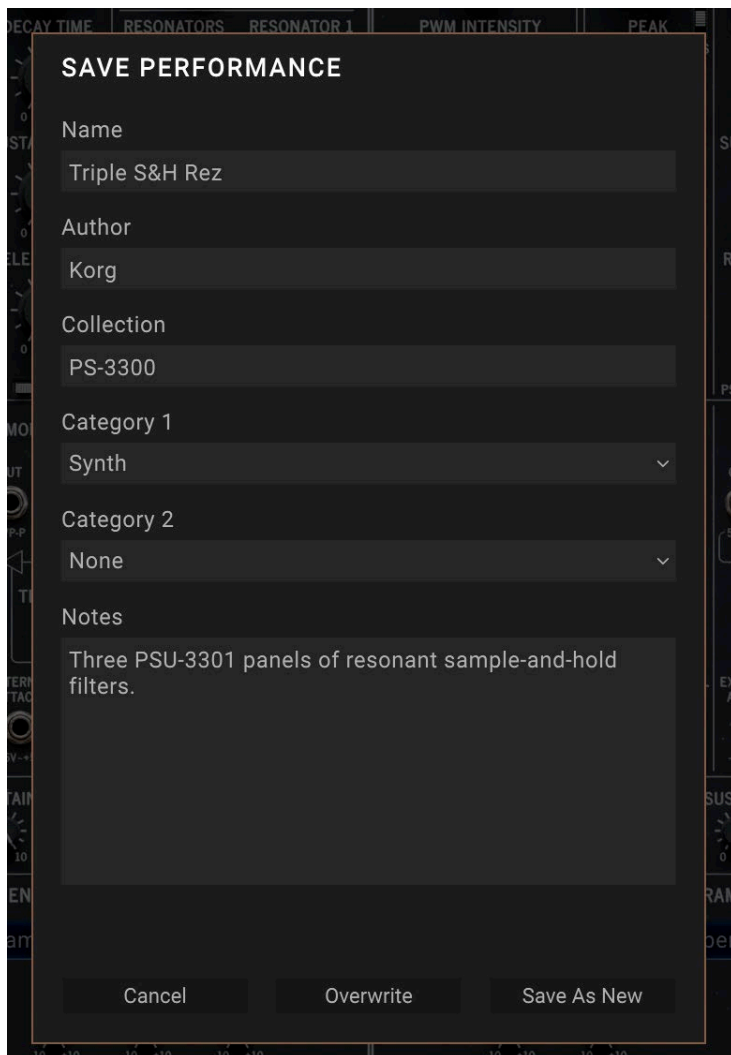 DECAY TIME RESONATORS RESONATOR 1 PWM INTENSITY PEAK
SAVE PERFORMANCE
Name
Triple S&H Rez
Author
Korg
Collection
PS-3300
Category 1
Synth
Category 2
None
Notes
Three PSU-3301 panels of resonant sample-and-hold
filters.
Cancel Overwrite Save As New